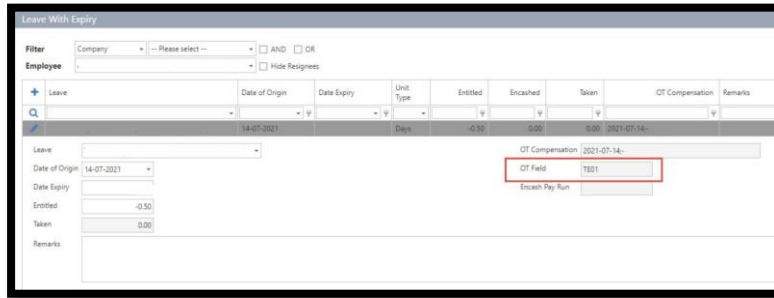 Leave With Expiry
Filter Company -- Please select -- AND OR
Employee Hide Resignees
Leave Date of Origin Date Expiry Unit Type Entitled Encashed Taken OT Compensation Remarks
14-07-2021 Days -0.50 0.00 0.00 2021-07-14;-
Leave OT Compensation 2021-07-14;-
Date of Origin 14-07-2021 OT Field TE01
Date Expiry Encash Pay Run
Entitled -0.50
Taken 0.00
Remarks